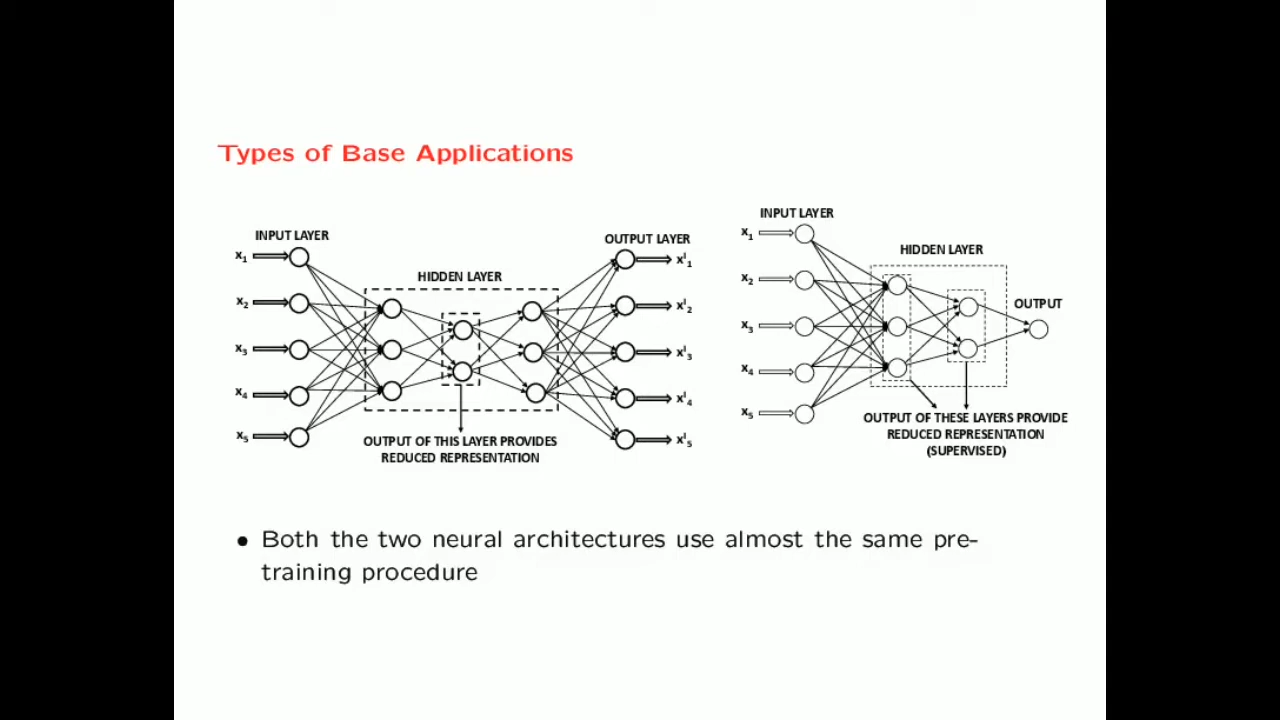 Types of Base Applications
INPUT LAYER
x1
x2
x3
x4
x5
HIDDEN LAYER
OUTPUT LAYER
xI1
xI2
xI3
xI4
xI5
OUTPUT OF THIS LAYER PROVIDES
REDUCED REPRESENTATION
INPUT LAYER
x1
x2
x3
x4
x5
HIDDEN LAYER
OUTPUT
OUTPUT OF THESE LAYERS PROVIDE
REDUCED REPRESENTATION
(SUPERVISED)
• Both the two neural architectures use almost the same pre-
training procedure